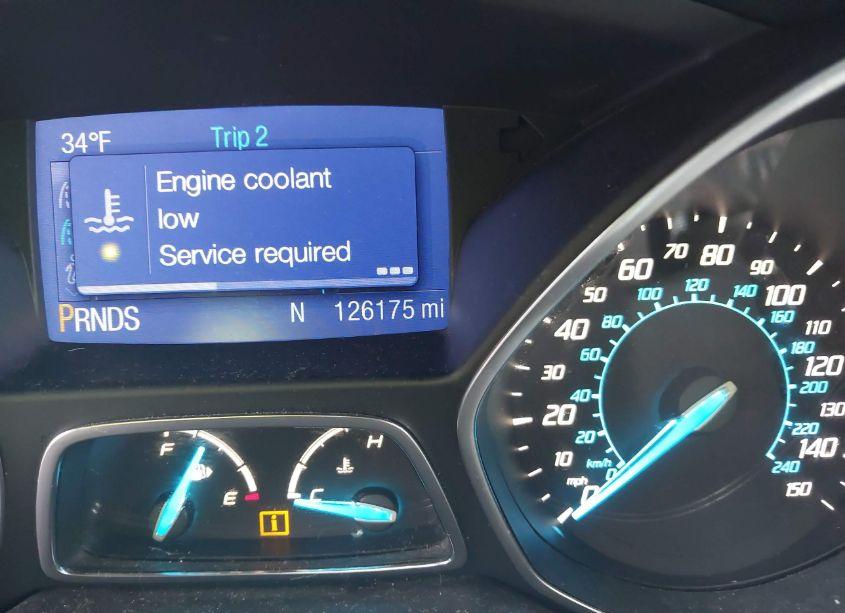 34°F
Trip 2
Engine coolant
low
Service required
PRNDS
N
126175 mi
F
E
H
C
i
mph
km/h
0
10
20
30
40
50
60
70
80
90
100
110
120
130
140
150
0
20
40
60
80
100
120
140
160
180
200
220
240